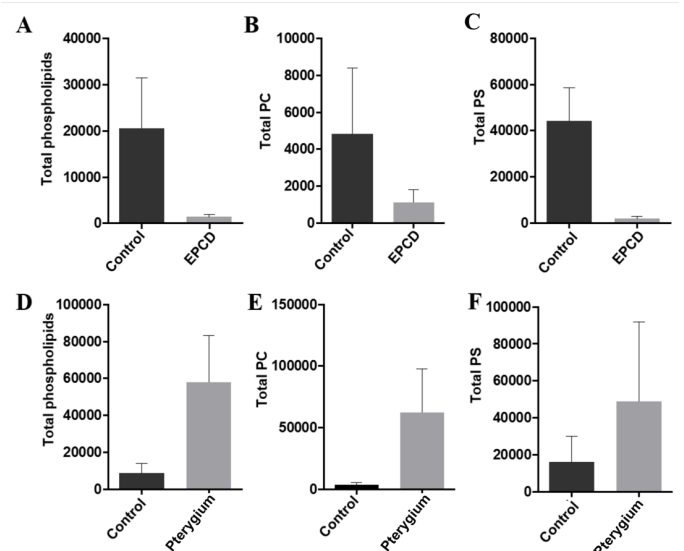 A
Total phospholipids
40000
30000
20000
10000
0
Control
EPCD
B
Total PC
10000
8000
6000
4000
2000
0
Control
EPCD
C
Total PS
80000
60000
40000
20000
0
Control
EPCD
D
Total phospholipids
100000
80000
60000
40000
20000
0
Control
Pterygium
E
Total PC
150000
100000
50000
0
Control
Pterygium
F
Total PS
100000
80000
60000
40000
20000
0
Control
Pterygium